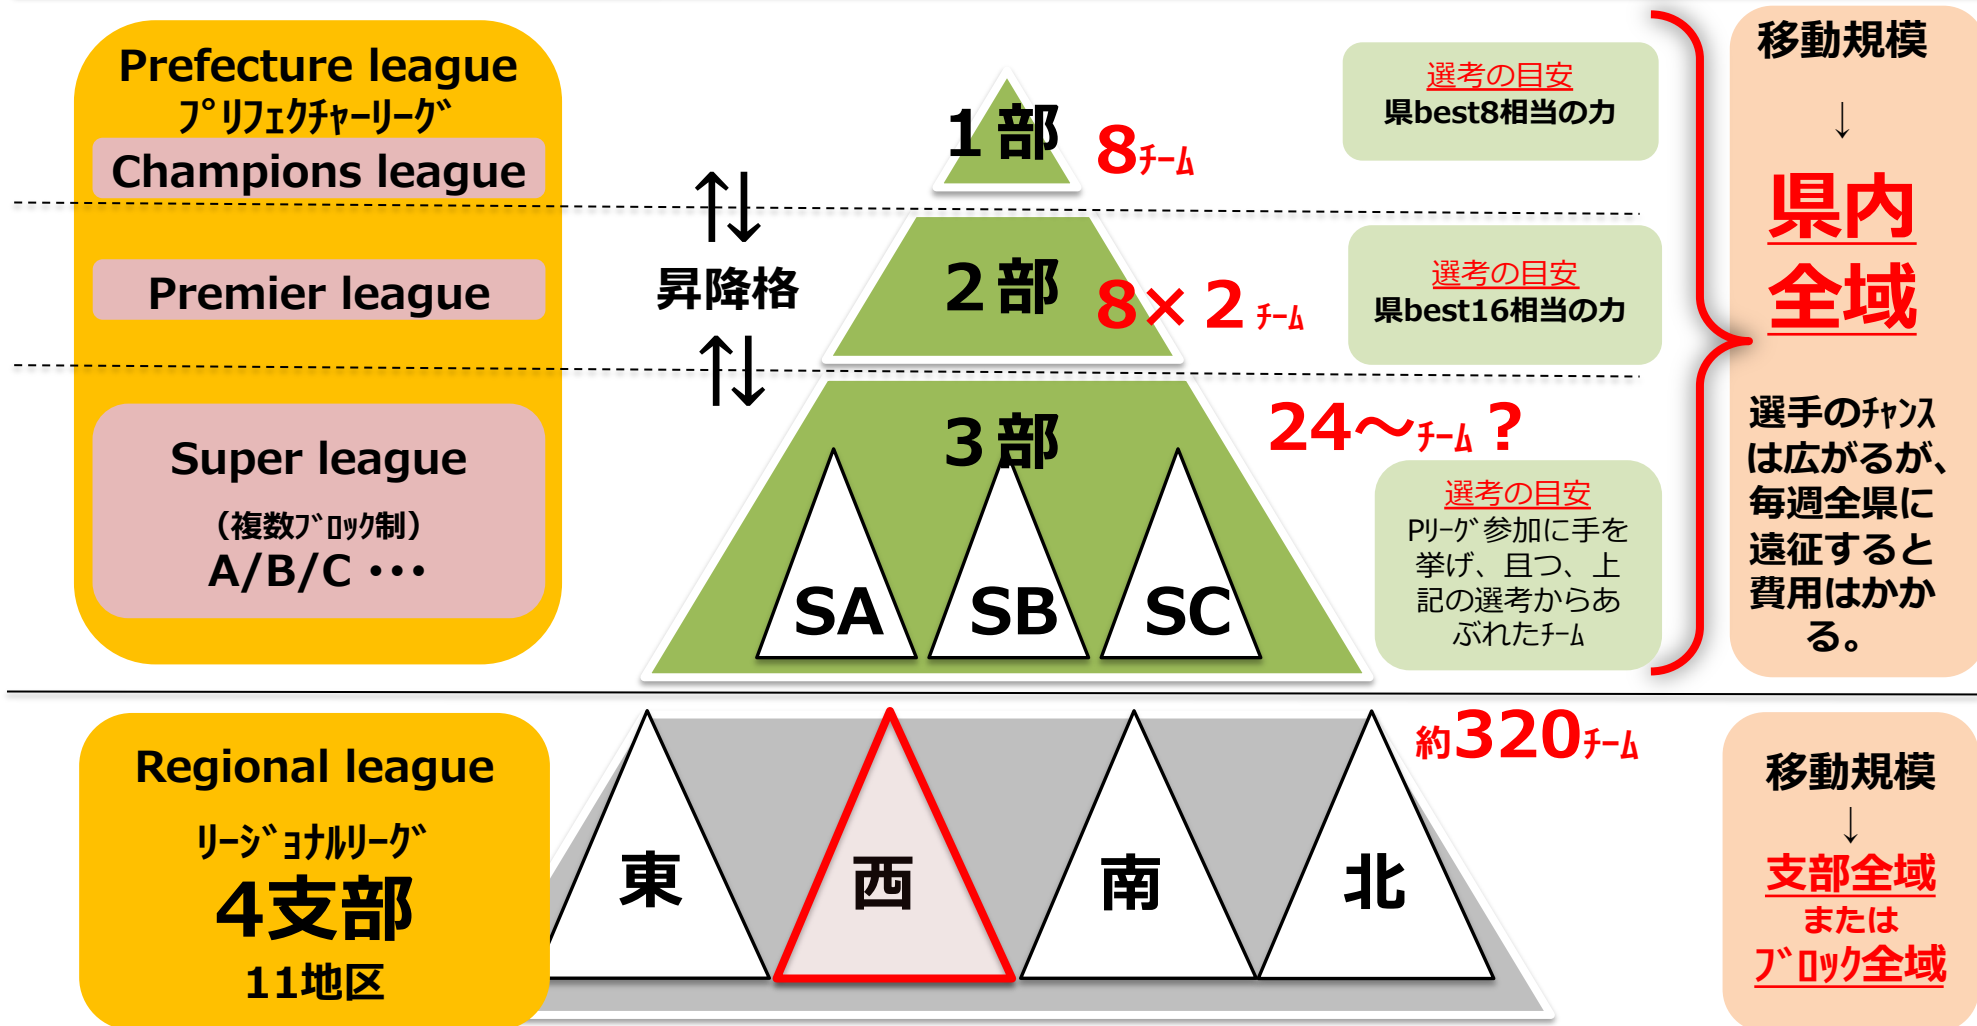 Prefecture league
ﾌﾟﾘﾌｪｸﾁｬｰﾘｰｸﾞ
Champions league
Premier league
Super league
（複数ﾌﾞﾛｯｸ制）
A/B/C ・・・
↑↓
昇降格
↑↓
１部
8ﾁｰﾑ
２部
8×２ﾁｰﾑ
３部
24～ﾁｰﾑ？
SA
SB
SC
選考の目安
県best8相当の力
選考の目安
県best16相当の力
選考の目安
Pﾘｰｸﾞ参加に手を
挙げ、且つ、上
記の選考からあ
ぶれたﾁｰﾑ
移動規模
↓
県内
全域
選手のﾁｬﾝｽ
は広がるが、
毎週全県に
遠征すると
費用はかか
る。
Regional league
ﾘｰｼﾞｮﾅﾙﾘｰｸﾞ
4支部
11地区
東
西
南
北
約320ﾁｰﾑ
移動規模
↓
支部全域
または
ﾌﾞﾛｯｸ全域